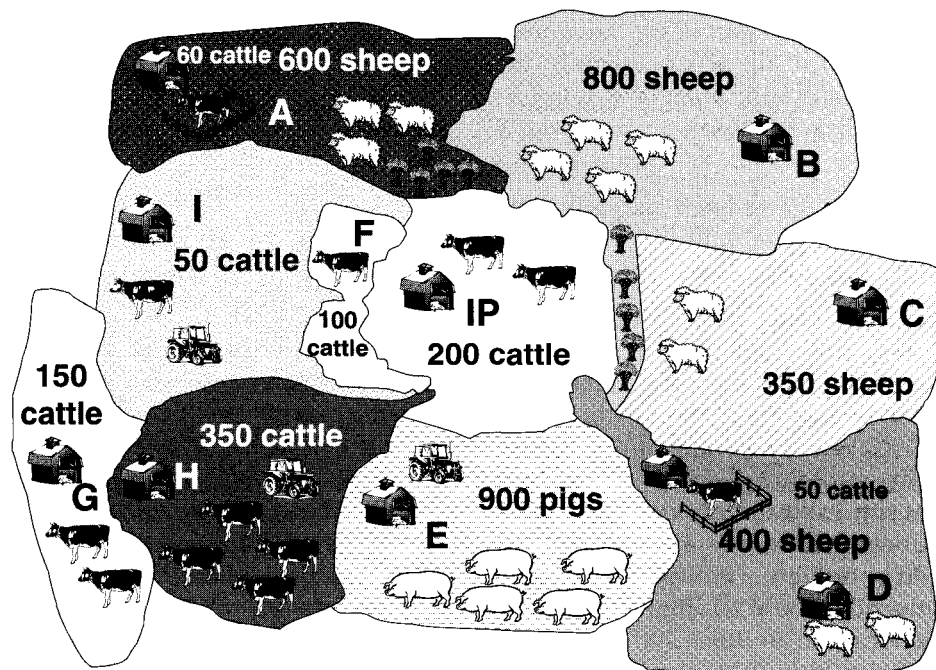 60 cattle 600 sheep
A
800 sheep
B
I
50 cattle
F
100
cattle
IP
200 cattle
C
350 sheep
150
cattle
G
350 cattle
H
900 pigs
E
50 cattle
400 sheep
D